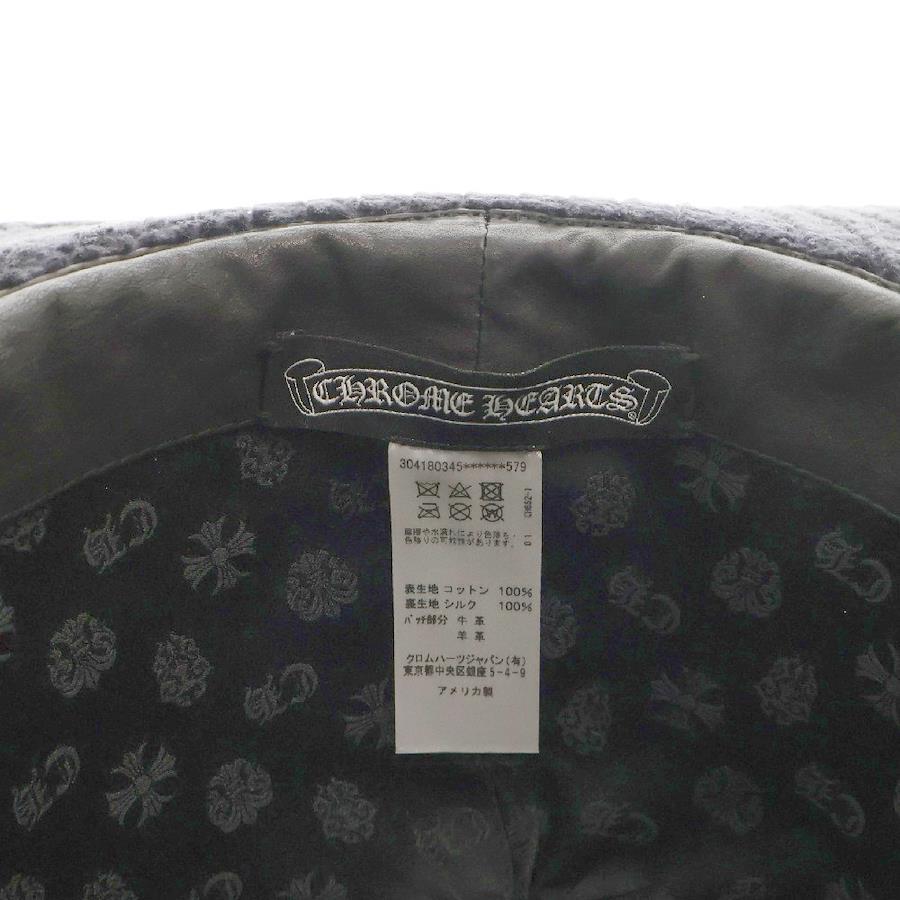 CHROME HEARTS
304180345******579
CH652-1
01
摩擦や水濡れにより色落ち・
色移りの可能性があります。
表生地 コットン 100%
裏生地 シルク 100%
パッチ部分 牛革
羊革
クロムハーツジャパン(有)
東京都中央区銀座5-4-9
アメリカ製